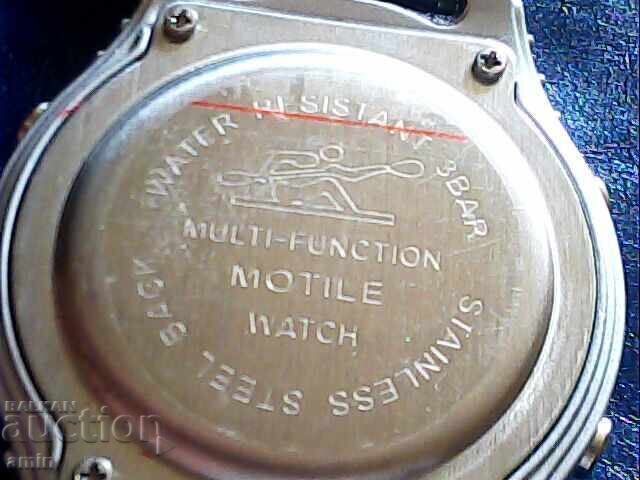 WATER RESISTANT 3BAR
MULTI-FUNCTION
MOTILE
WATCH
STAINLESS STEEL BACK
BALKAN
auction
amin